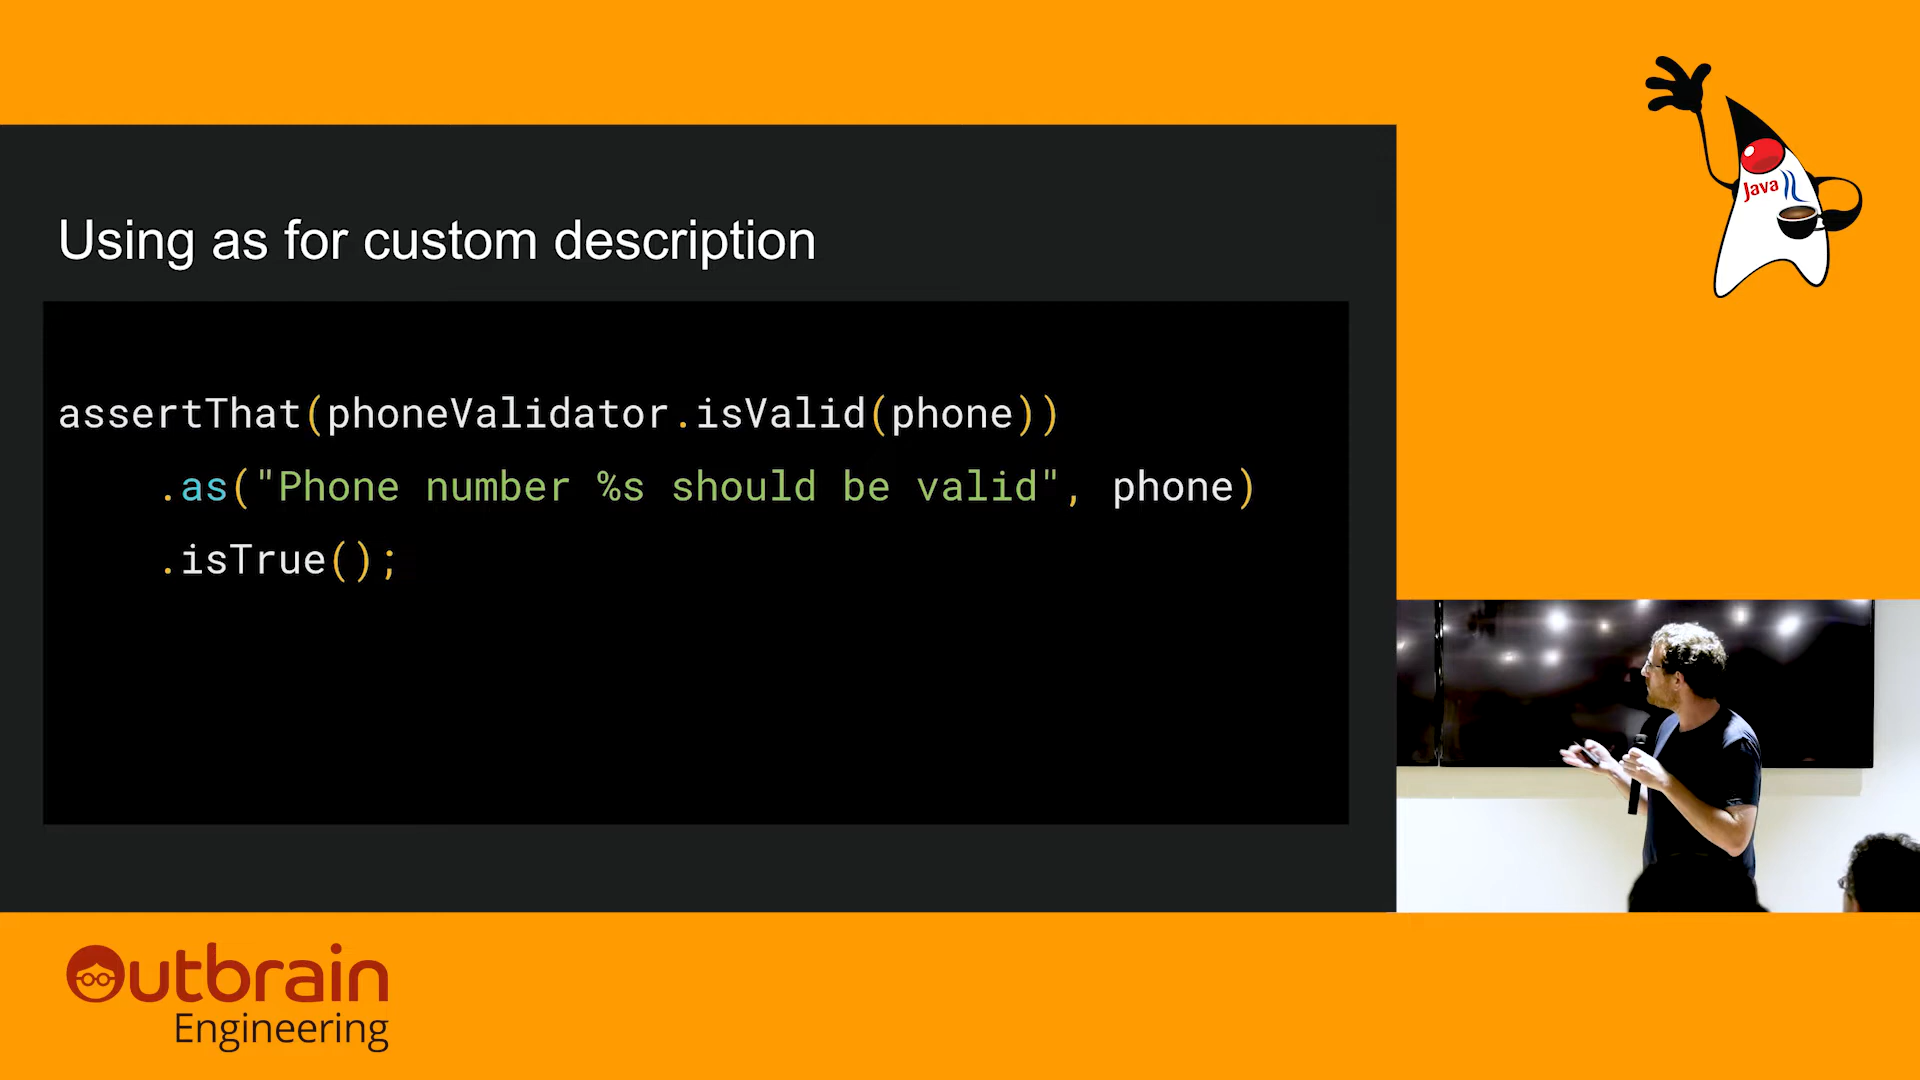 Java
Using as for custom description
assertThat(phoneValidator.isValid(phone))
.as("Phone number %s should be valid", phone)
.isTrue();
Outbrain
Engineering